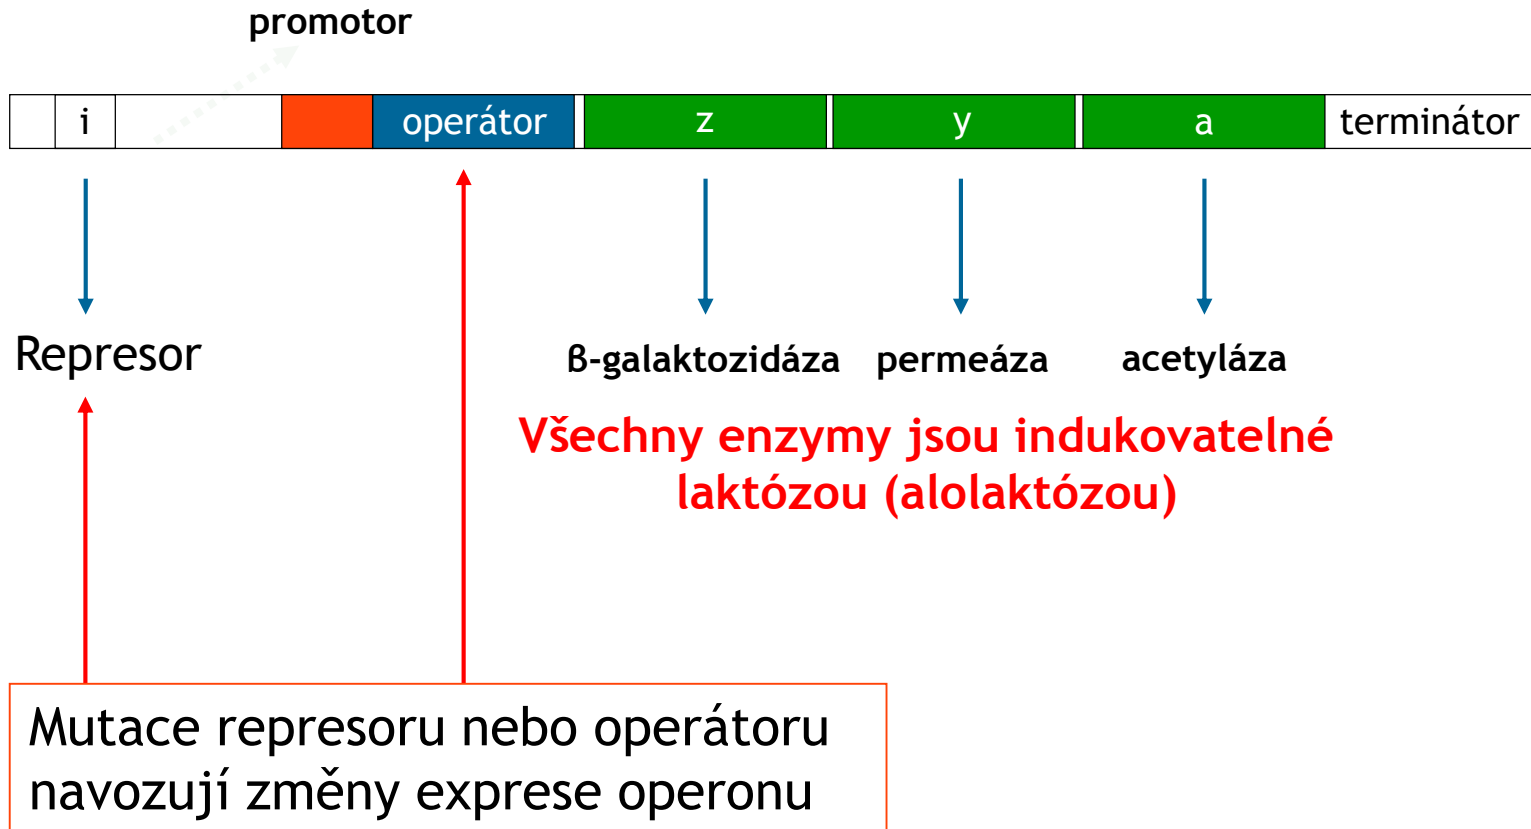 promotor
i operátor z y a terminátor
Represor
ß-galaktozidáza permeáza acetyláza
Všechny enzymy jsou indukovatelné
laktózou (alolaktózou)
Mutace represoru nebo operátoru
navozují změny exprese operonu